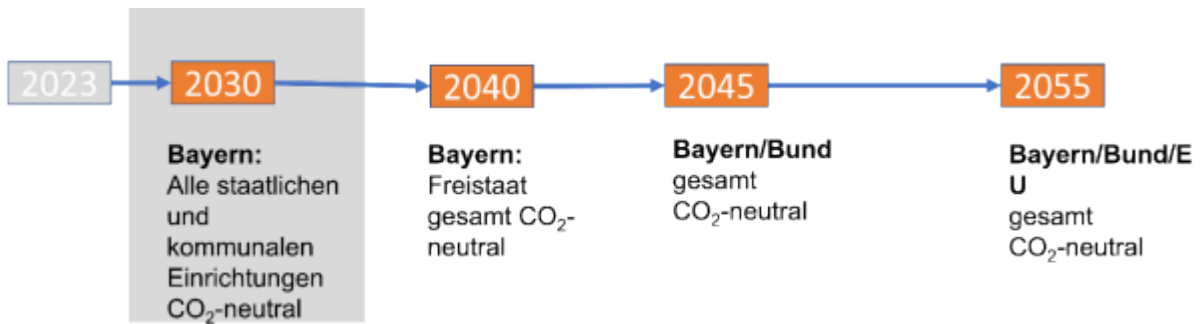 2023
2030
2040
2045
2055
Bayern:
Alle staatlichen
und
kommunalen
Einrichtungen
CO₂-neutral
Bayern:
Freistaat
gesamt CO₂-
neutral
Bayern/Bund
gesamt
CO₂-neutral
Bayern/Bund/E
U
gesamt
CO₂-neutral